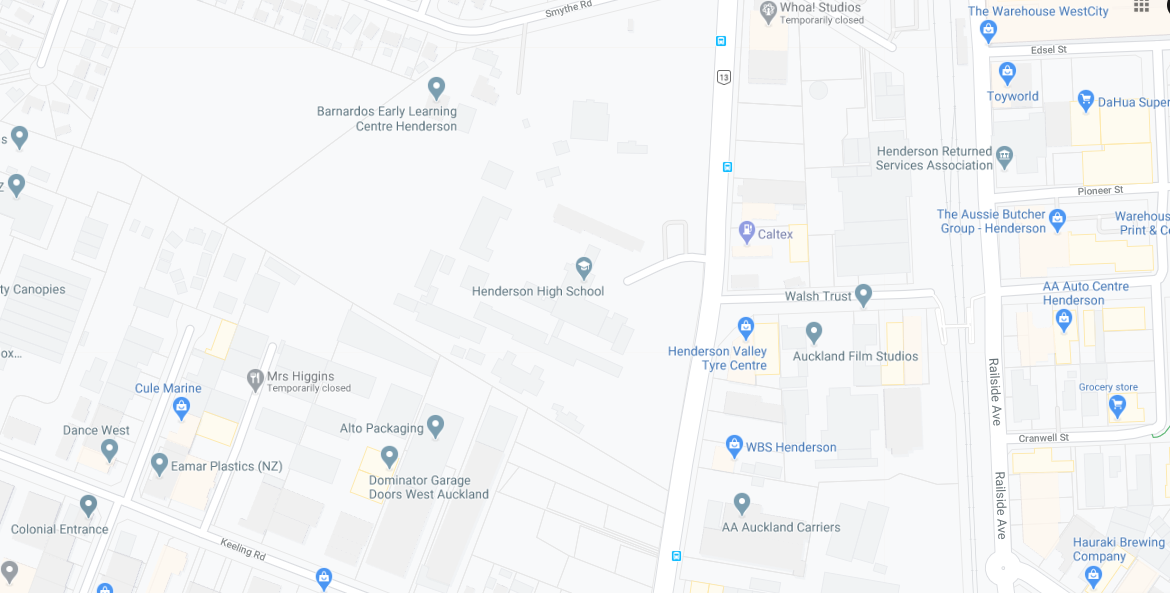 Smythe Rd
Whoa! Studios
Temporarily closed
The Warehouse WestCity
Edsel St
13
Toyworld
DaHua Super
Barnardos Early Learning
Centre Henderson
s
Henderson Returned
Services Association
Z
Pioneer St
The Aussie Butcher
Group - Henderson
Warehous
Print & C
Caltex
Henderson High School
ty Canopies
Walsh Trust
AA Auto Centre
Henderson
Henderson Valley
Tyre Centre
Auckland Film Studios
ox...
Mrs Higgins
Temporarily closed
Cule Marine
Railside Ave
Grocery store
Dance West
Alto Packaging
WBS Henderson
Cranwell St
Eamar Plastics (NZ)
Dominator Garage
Doors West Auckland
Colonial Entrance
AA Auckland Carriers
Railside Ave
Keeling Rd
Hauraki Brewing
Company